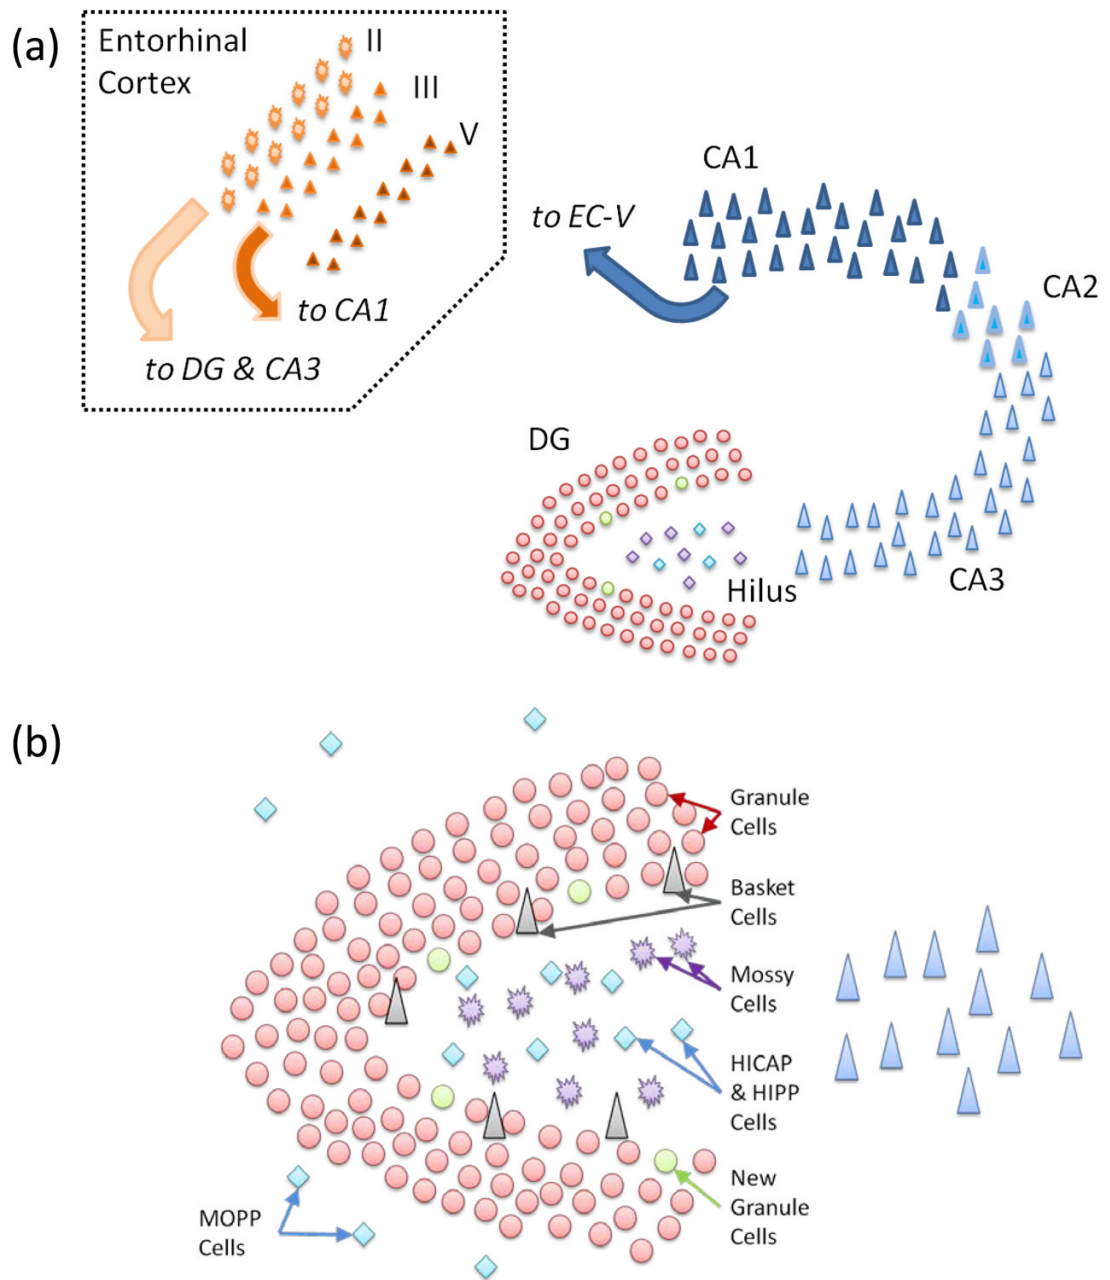 (a)
Entorhinal
Cortex
II
III
V
to CA1
to DG & CA3
to EC-V
CA1
CA2
DG
Hilus
CA3
(b)
Granule
Cells
Basket
Cells
Mossy
Cells
HICAP
& HIPP
Cells
New
Granule
Cells
MOPP
Cells